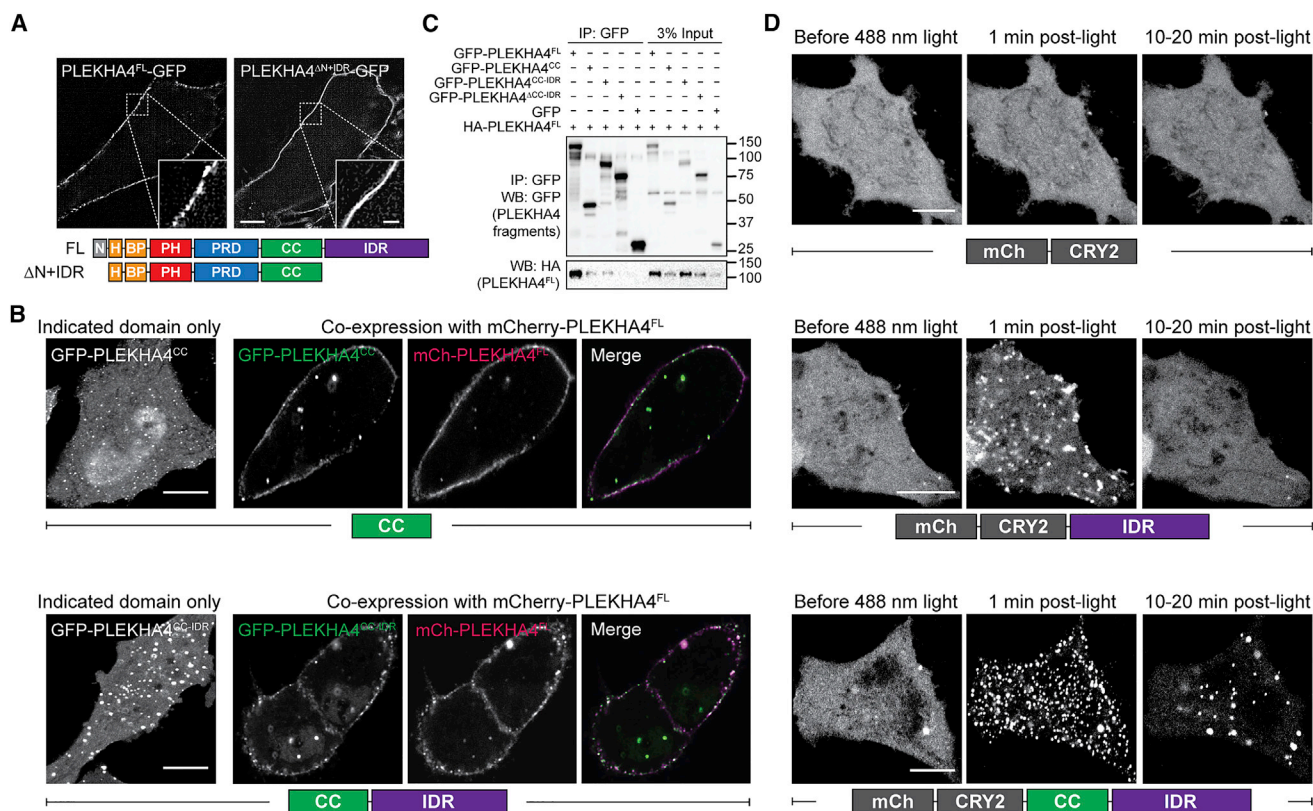 A
PLEKHA4FL-GFP
PLEKHA4ΔN+IDR-GFP
FL N H BP PH PRD CC IDR
ΔN+IDR H BP PH PRD CC
B
Indicated domain only
Co-expression with mCherry-PLEKHA4FL
GFP-PLEKHA4CC
GFP-PLEKHA4CC
mCh-PLEKHA4FL
Merge
CC
Indicated domain only
Co-expression with mCherry-PLEKHA4FL
GFP-PLEKHA4CC-IDR
GFP-PLEKHA4CC-IDR
mCh-PLEKHA4FL
Merge
CC IDR
C
IP: GFP 3% Input
GFP-PLEKHA4FL + – – – – + – – – –
GFP-PLEKHA4CC – + – – – – + – – –
GFP-PLEKHA4CC-IDR – – + – – – – + – –
GFP-PLEKHA4ΔCC-IDR – – – + – – – – + –
GFP – – – – + – – – – +
HA-PLEKHA4FL + + + + + + + + + +
IP: GFP
WB: GFP
(PLEKHA4
fragments)
150
100
75
50
37
25
WB: HA
(PLEKHA4FL)
150
100
D
Before 488 nm light
1 min post-light
10-20 min post-light
mCh CRY2
Before 488 nm light
1 min post-light
10-20 min post-light
mCh CRY2 IDR
Before 488 nm light
1 min post-light
10-20 min post-light
mCh CRY2 CC IDR